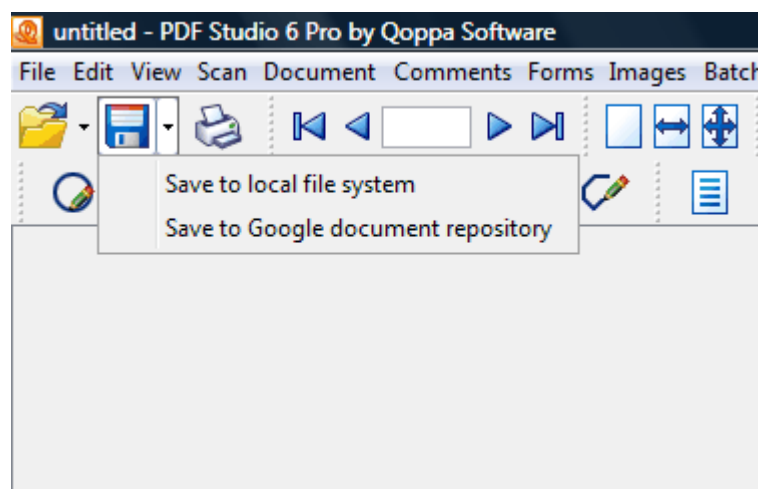 untitled - PDF Studio 6 Pro by Qoppa Software
File Edit View Scan Document Comments Forms Images Batch
Save to local file system
Save to Google document repository